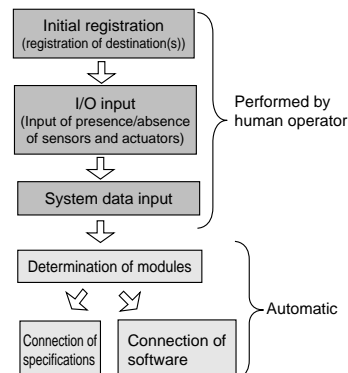 Initial registration
(registration of destination(s))
I/O input
(Input of presence/absence
of sensors and actuators)
Performed by
human operator
System data input
Determination of modules
Automatic
Connection of
specifications
Connection of
software